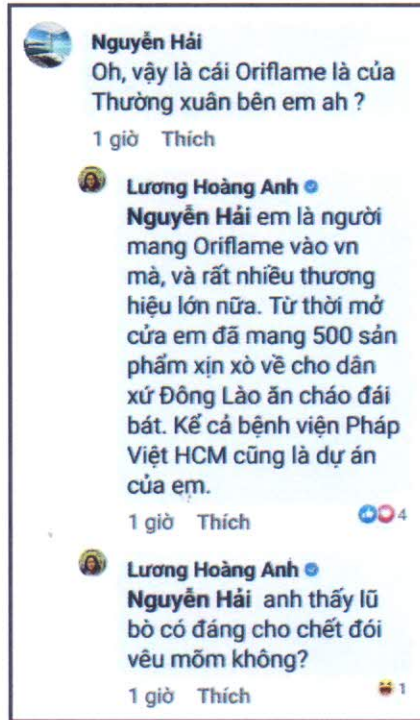 Nguyễn Hải
Oh, vậy là cái Oriflame là của
Thường xuân bên em ah ?
1 giờ Thích
Lương Hoàng Anh
Nguyễn Hải em là người
mang Oriflame vào vn
mà, và rất nhiều thương
hiệu lớn nữa. Từ thời mở
cửa em đã mang 500 sản
phẩm xịn xò về cho dân
xứ Đông Lào ăn cháo đái
bát. Kể cả bệnh viện Pháp
Việt HCM cũng là dự án
của em.
1 giờ Thích 4
Lương Hoàng Anh
Nguyễn Hải anh thấy lũ
bò có đáng cho chết đói
vêu mõm không?
1 giờ Thích 1